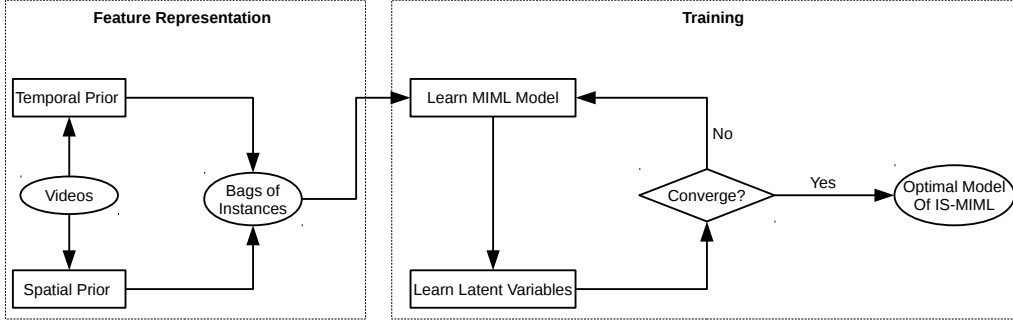 Feature Representation
Training
Temporal Prior
Videos
Spatial Prior
Bags of
Instances
Learn MIML Model
Learn Latent Variables
Converge?
No
Yes
Optimal Model
Of IS-MIML